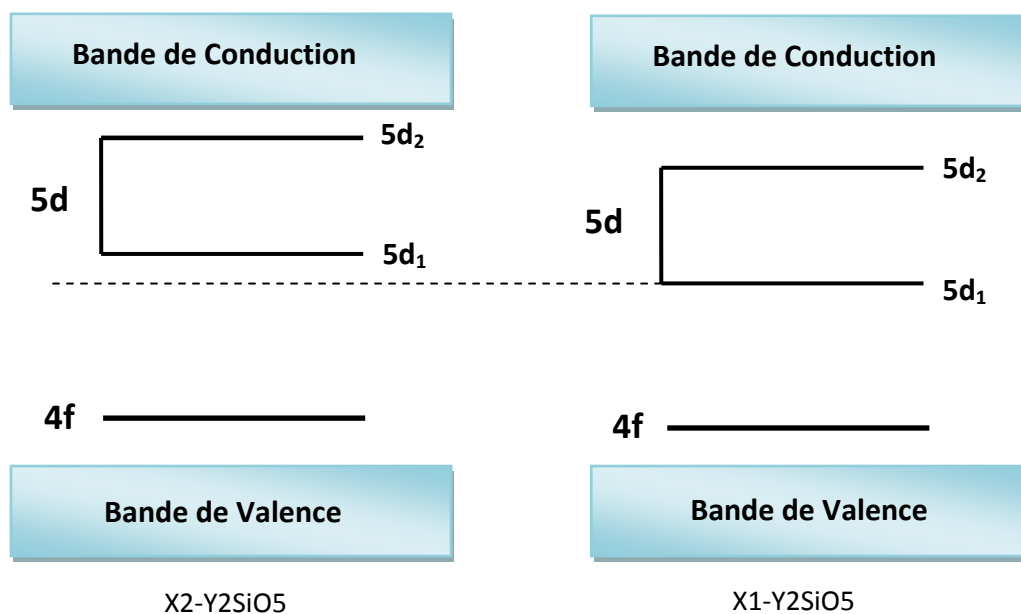 Bande de Conduction
5d₂
5d
5d₁
4f
Bande de Valence
X2-Y2SiO5
Bande de Conduction
5d₂
5d
5d₁
4f
Bande de Valence
X1-Y2SiO5